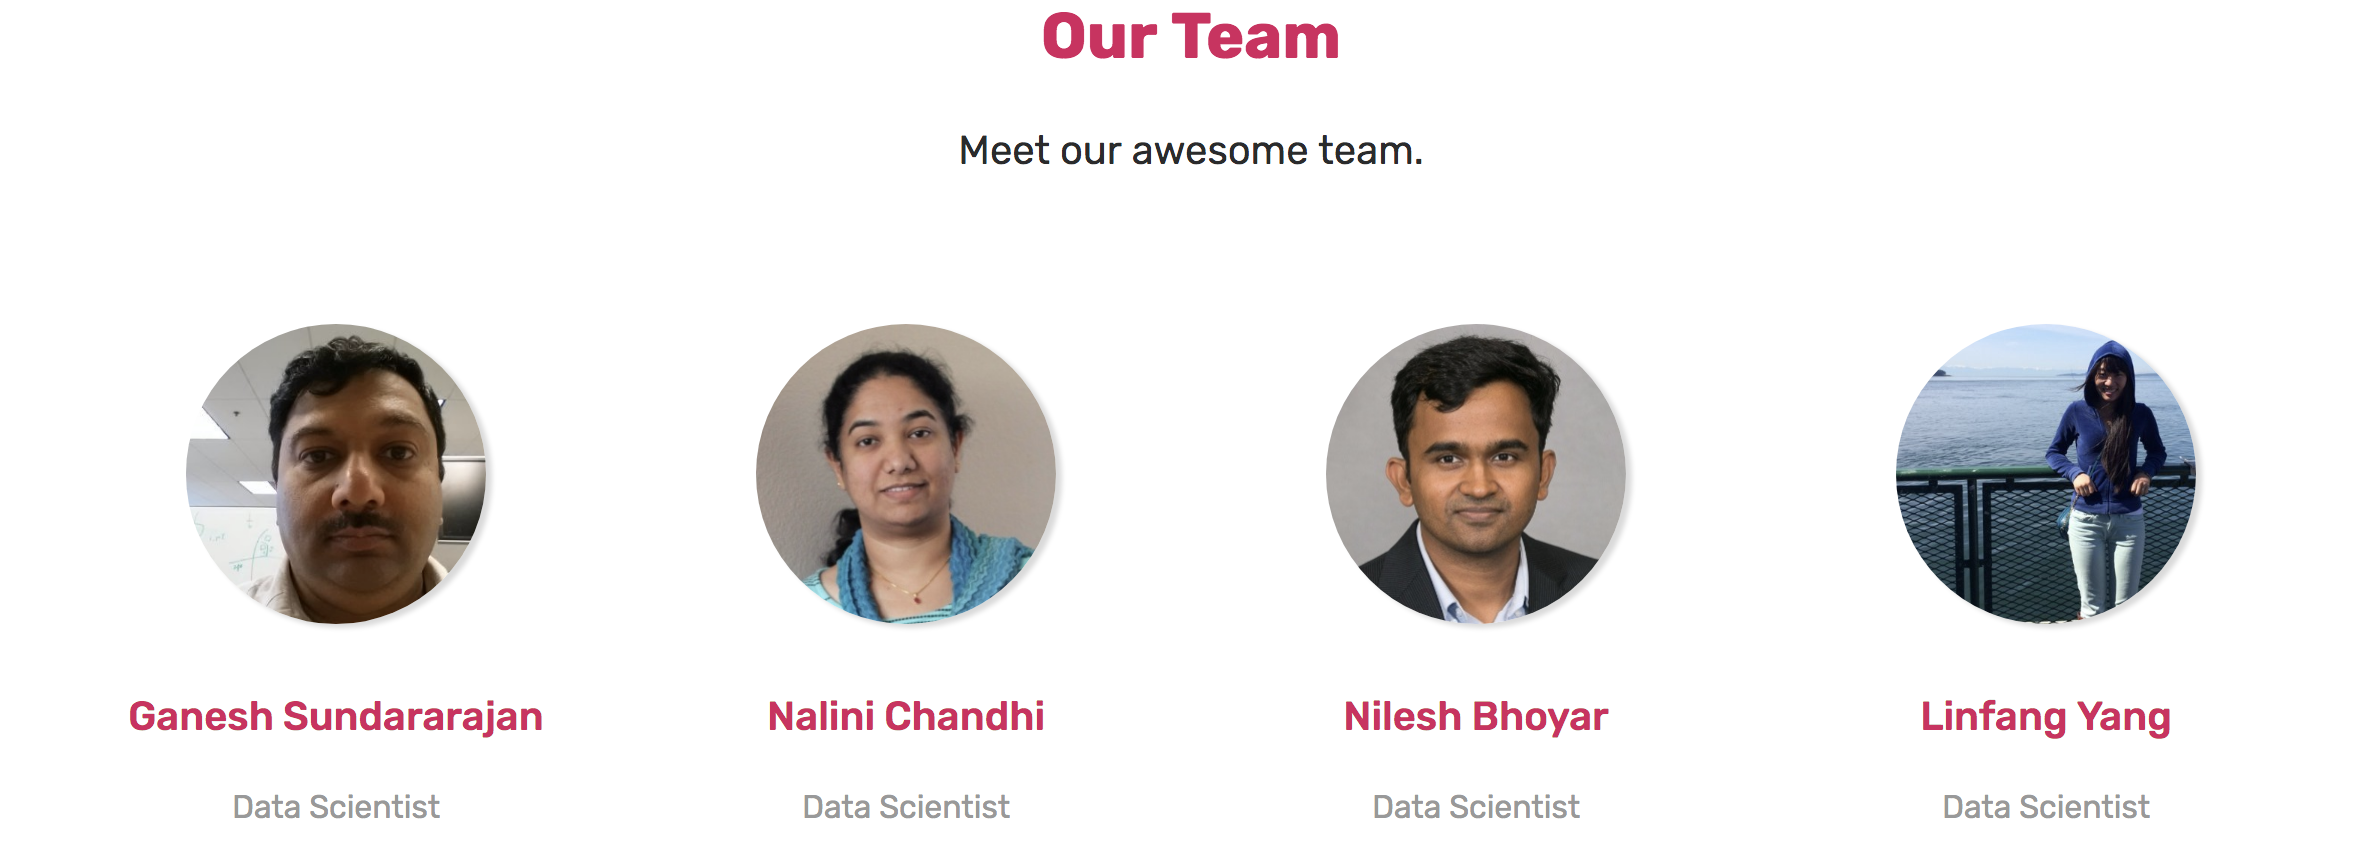 Our Team
Meet our awesome team.
Ganesh Sundararajan
Nalini Chandhi
Nilesh Bhoyar
Linfang Yang
Data Scientist
Data Scientist
Data Scientist
Data Scientist